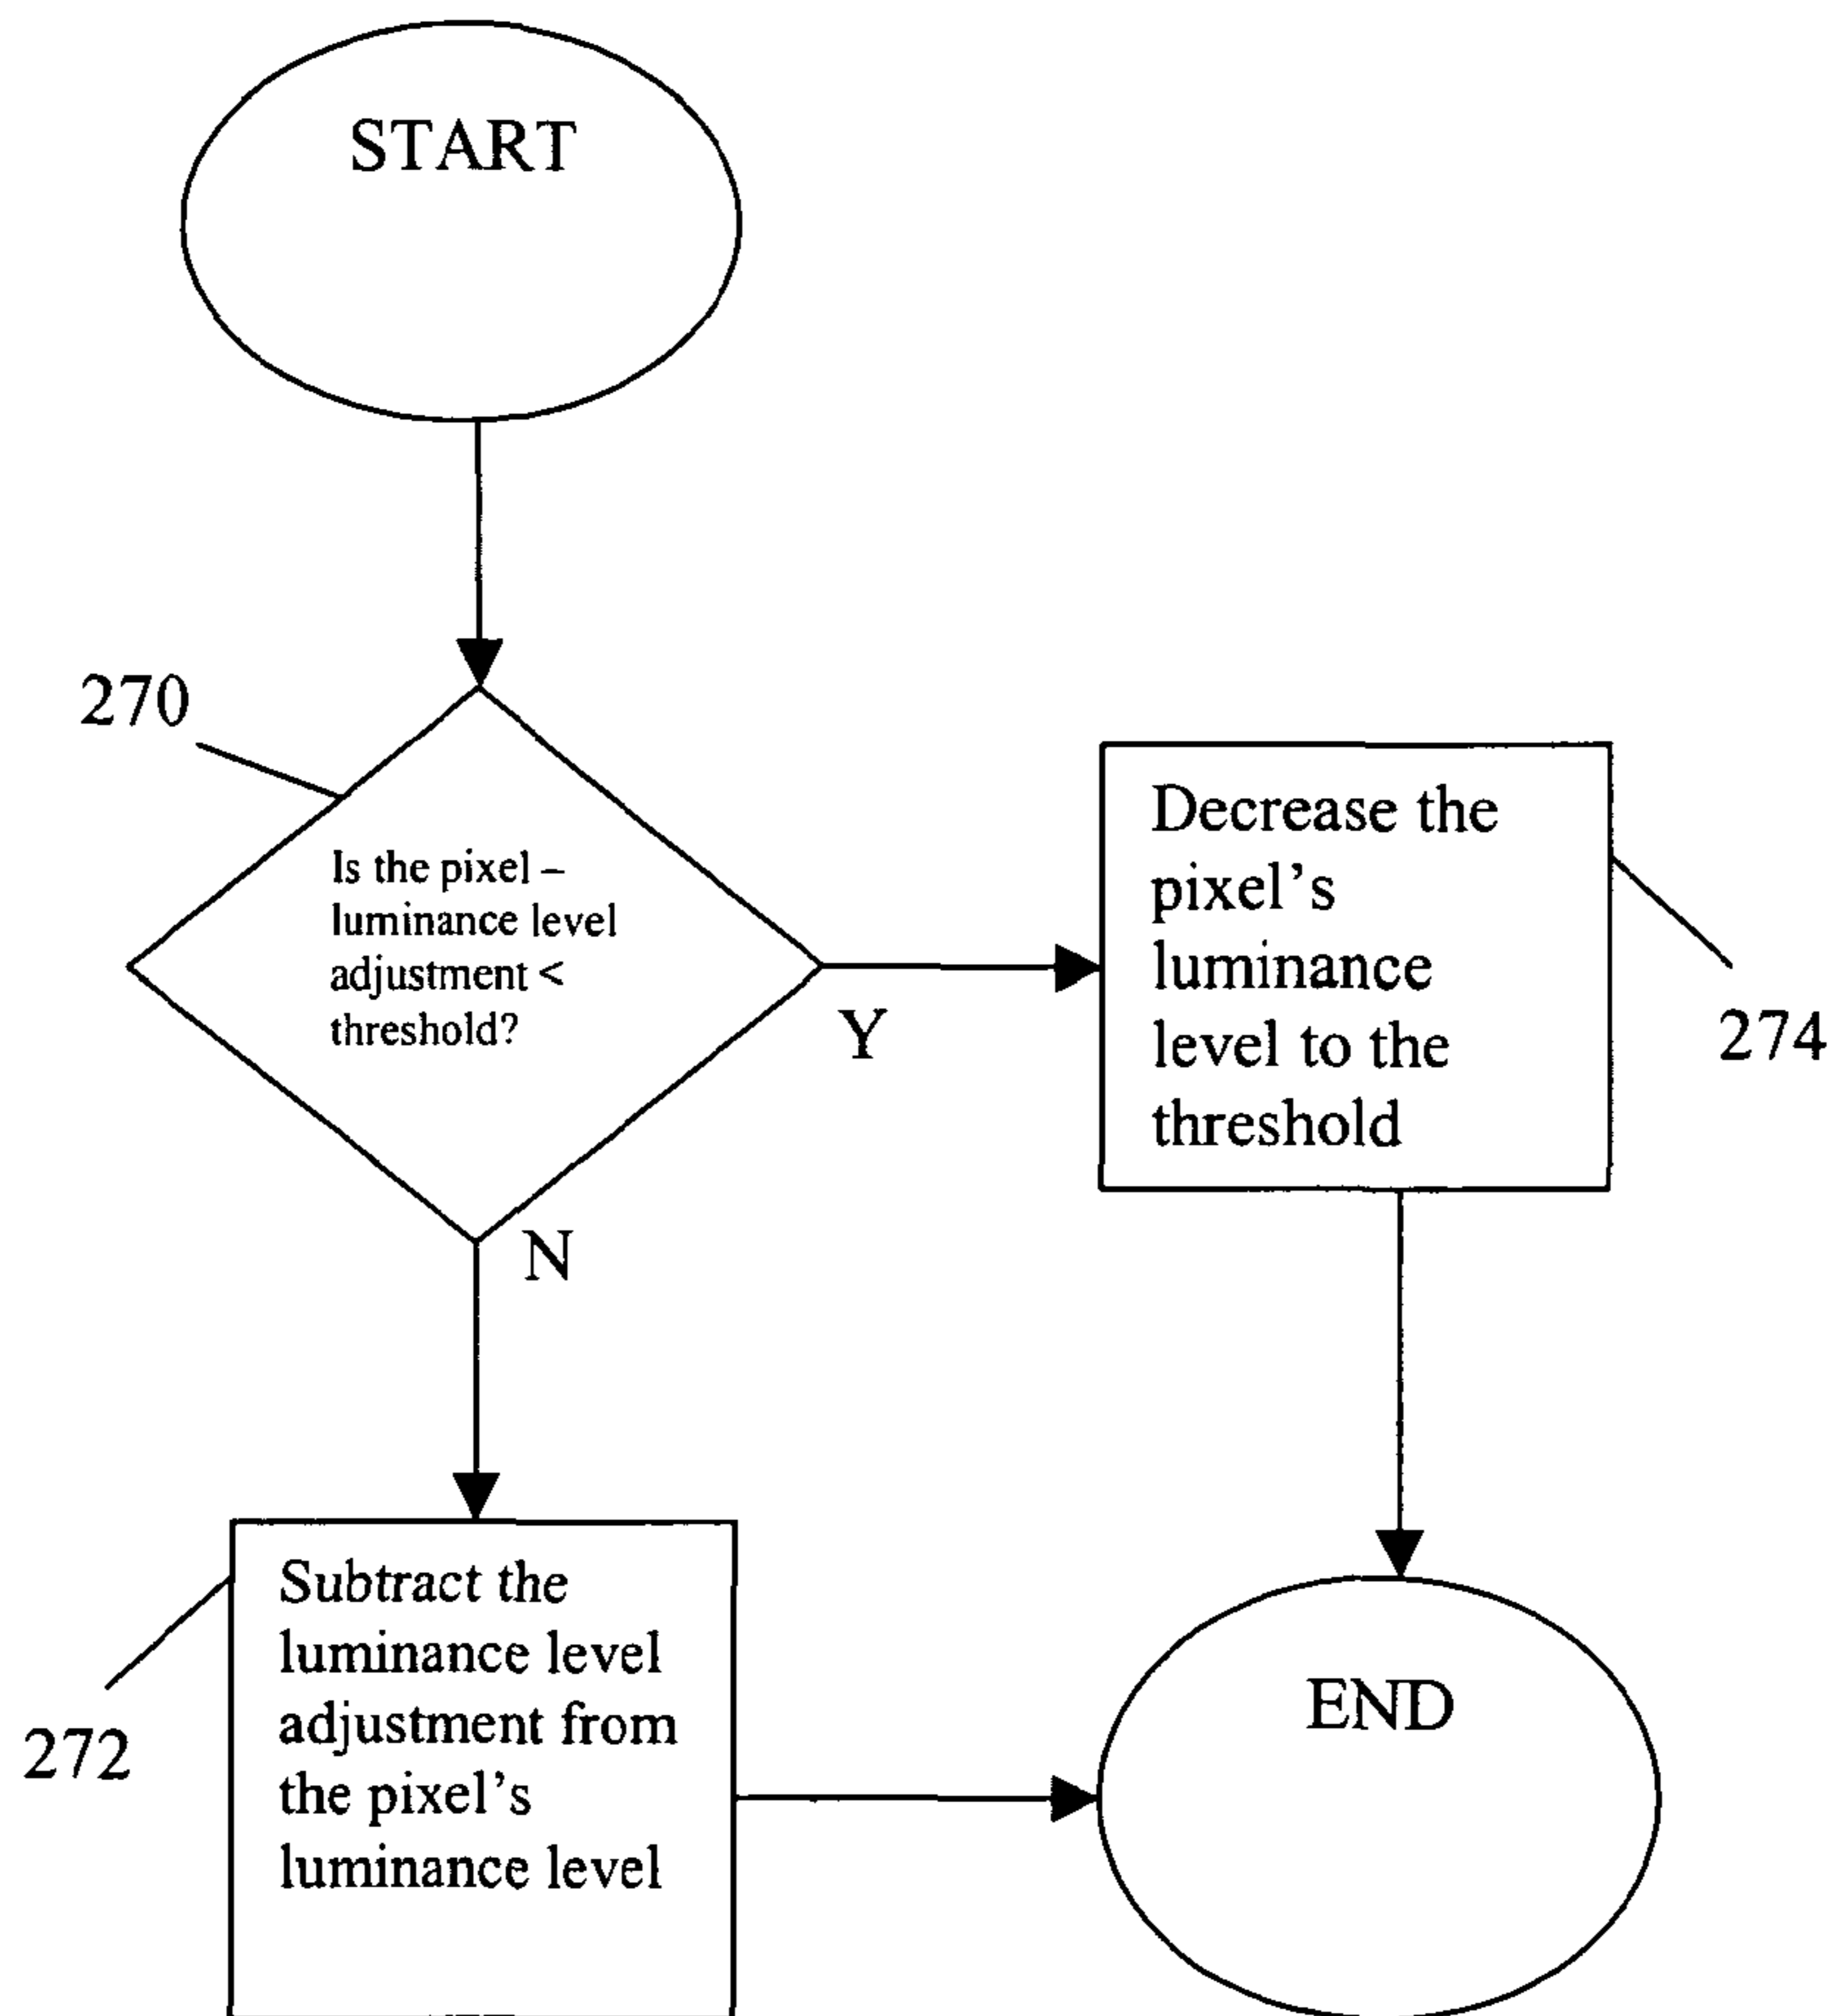 START
270
Is the pixel –
luminance level
adjustment <
threshold?
Y
N
Decrease the
pixel’s
luminance
level to the
threshold
274
Subtract the
luminance level
adjustment from
the pixel’s
luminance level
272
END